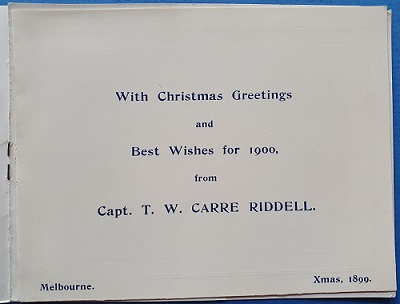 With Christmas Greetings
and
Best Wishes for 1900,
from
Capt. T. W. CARRE RIDDELL.
Melbourne.
Xmas, 1899.